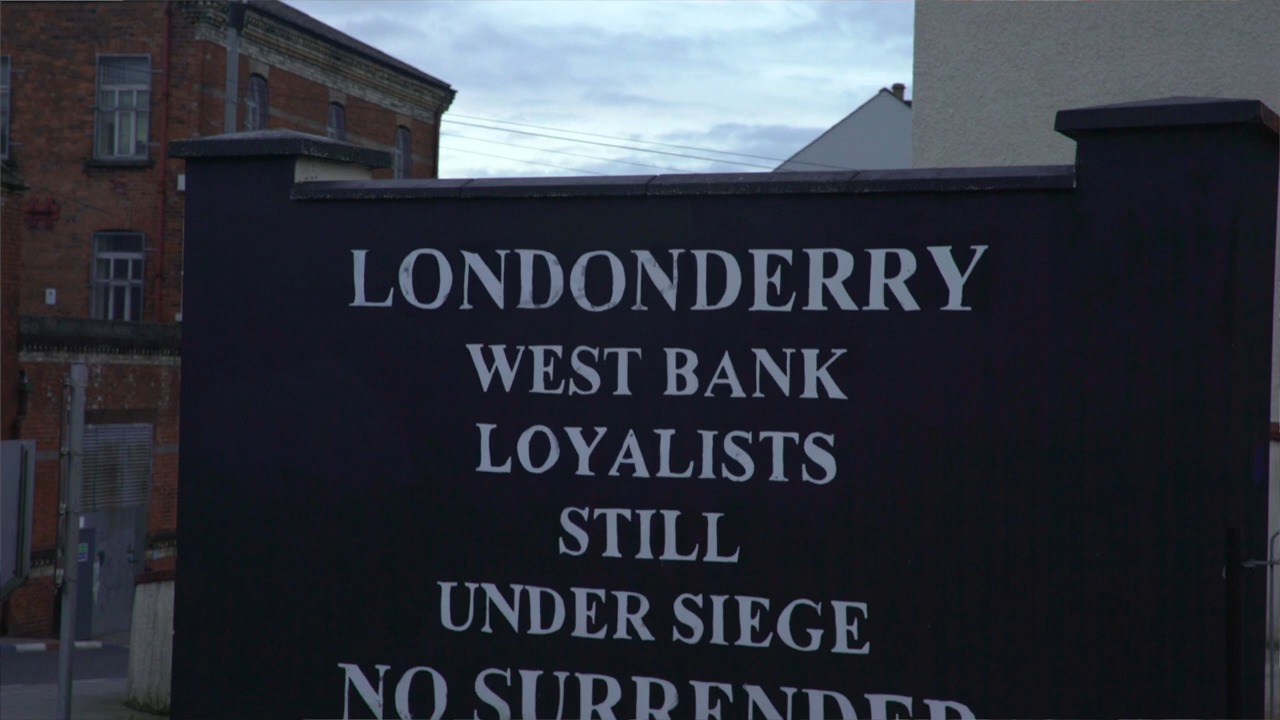 LONDONDERRY
WEST BANK
LOYALISTS
STILL
UNDER SIEGE
NO SURRENDER